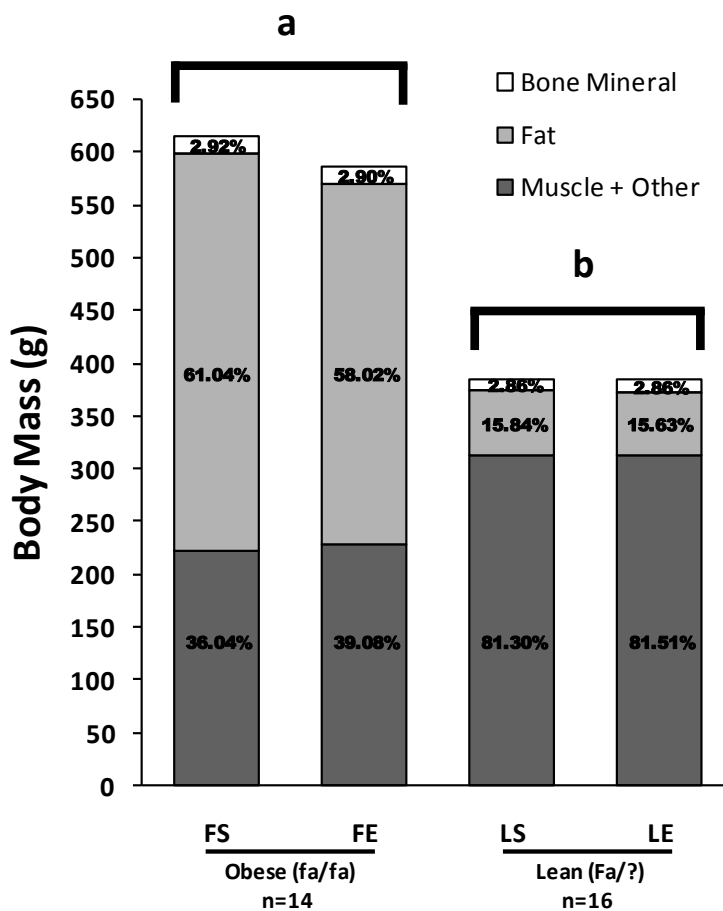 a
Bone Mineral
Fat
Muscle + Other
b
Body Mass (g)
650
600
550
500
450
400
350
300
250
200
150
100
50
0
2.92%
2.90%
61.04%
58.02%
2.86%
2.86%
15.84%
15.63%
36.04%
39.08%
81.30%
81.51%
FS FE LS LE
Obese (fa/fa) Lean (Fa/?)
n=14 n=16